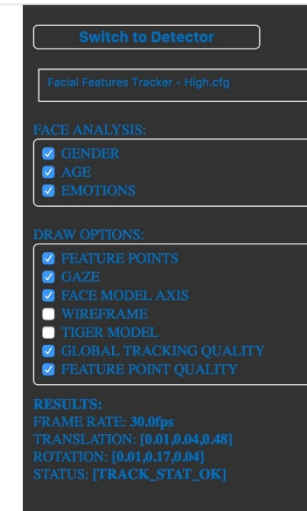 Switch to Detector
Facial Features Tracker - High.cfg
FACE ANALYSIS:
GENDER
AGE
EMOTIONS
DRAW OPTIONS:
FEATURE POINTS
GAZE
FACE MODEL AXIS
WIREFRAME
TIGER MODEL
GLOBAL TRACKING QUALITY
FEATURE POINT QUALITY
RESULTS:
FRAME RATE: 30.0fps
TRANSLATION: [0.01,0.04,0.48]
ROTATION: [0.01,0.17,0.04]
STATUS: [TRACK_STAT_OK]